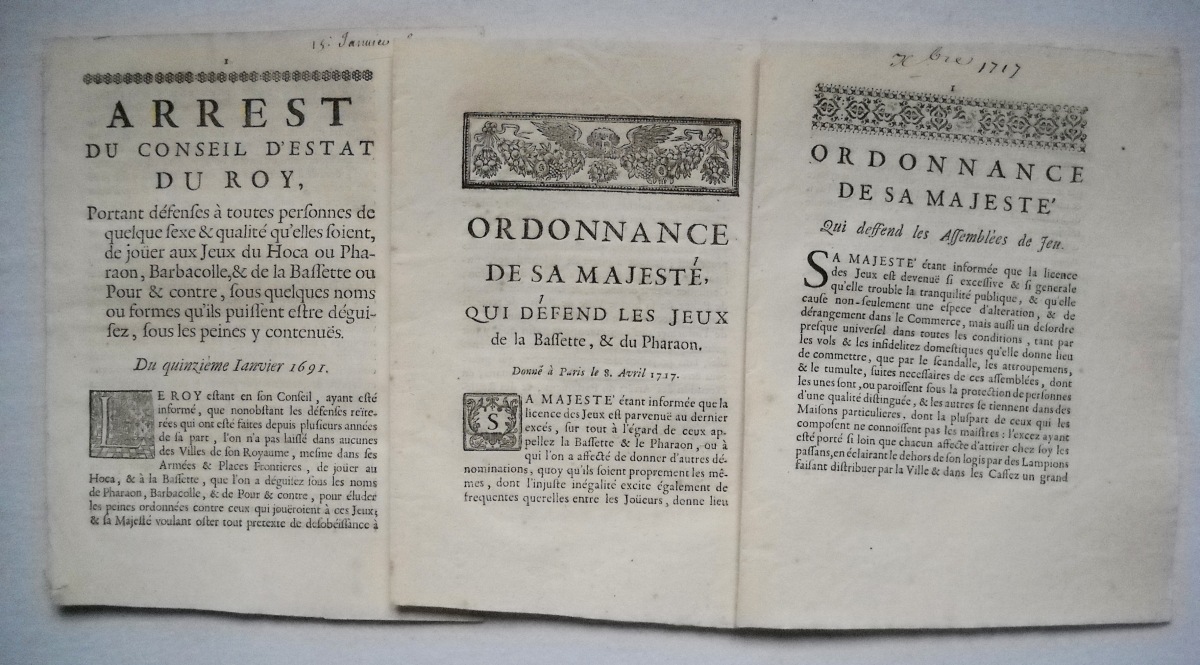 15: Janvier
1
ARREST
DU CONSEIL D'ESTAT
DU ROY,
Portant défenses à toutes personnes de
quelque sexe & qualité qu'elles soient,
de joüer aux Jeux du Hoca ou Pha-
raon, Barbacolle, & de la Bassette ou
Pour & contre, sous quelques noms
ou formes qu'ils puissent estre dégui-
sez, sous les peines y contenuës.
Du quinziéme Ianvier 1691.
LE ROY estant en son Conseil, ayant esté
informé, que nonobstant les défenses reïte-
rées qui ont esté faites depuis plusieurs années
de sa part, l'on n'a pas laissé dans aucunes
des Villes de son Royaume, mesme dans ses
Armées & Places Frontieres, de joüer au
Hoca, & à la Bassette, que l'on a déguisez sous les noms
de Pharaon, Barbacolle, & de Pour & contre, pour éluder
les peines ordonnées contre ceux qui joüeroient à ces Jeux;
& sa Majesté voulant oster tout pretexte de desobéissance à
ORDONNANCE
DE SA MAJESTÉ,
QUI DÉFEND LES JEUX
de la Bassette, & du Pharaon.
Donné à Paris le 8. Avril 1717.
SA MAJESTE' étant informée que la
licence des Jeux est parvenuë au dernier
excés, sur tout à l'égard de ceux ap-
pellez la Bassette & le Pharaon, ou à
qui l'on a affecté de donner d'autres dé-
nominations, quoy qu'ils soient proprement les mê-
mes, dont l'injuste inégalité excite également de
frequentes querelles entre les Joüeurs, donne lieu
Xbre 1717
1
ORDONNANCE
DE SA MAJESTE'
Qui deffend les Assemblées de Jeu.
SA MAJESTE' étant informée que la licence
des Jeux est devenuë si excessive & si generale
qu'elle trouble la tranquilité publique, & qu'elle
cause non-seulement une espece d'alteration, & de
dérangement dans le Commerce, mais aussi un desordre
presque universel dans toutes les conditions, tant par
les vols & les infidelitez domestiques qu'elle donne lieu
de commettre, que par le scandalle, les attroupemens,
& le tumulte, suites necessaires de ces assemblées, dont
les unes sont, ou paroissent sous la protection de personnes
d'une qualité distinguée, & les autres se tiennent dans des
Maisons particulieres, dont la pluspart de ceux qui les
composent ne connoissent pas les maistres: l'excez ayant
esté porté si loin que chacun affecte d'attirer chez soy les
passans, en éclairant le dehors de son logis par des Lampions
faisant distribuer par la Ville & dans les Caffez un grand